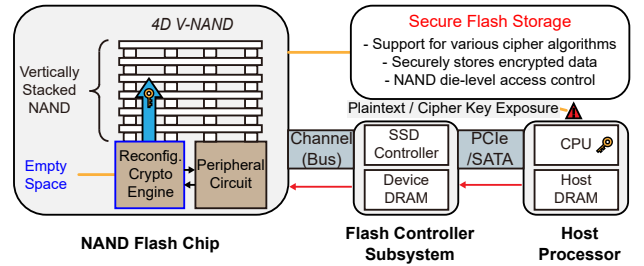 4D V-NAND
Vertically
Stacked
NAND
Empty
Space
Reconfig.
Crypto
Engine
Peripheral
Circuit
NAND Flash Chip
Secure Flash Storage
- Support for various cipher algorithms
- Securely stores encrypted data
- NAND die-level access control
Plaintext / Cipher Key Exposure
Channel
(Bus)
SSD
Controller
Device
DRAM
Flash Controller
Subsystem
PCIe
/SATA
CPU
Host
DRAM
Host
Processor